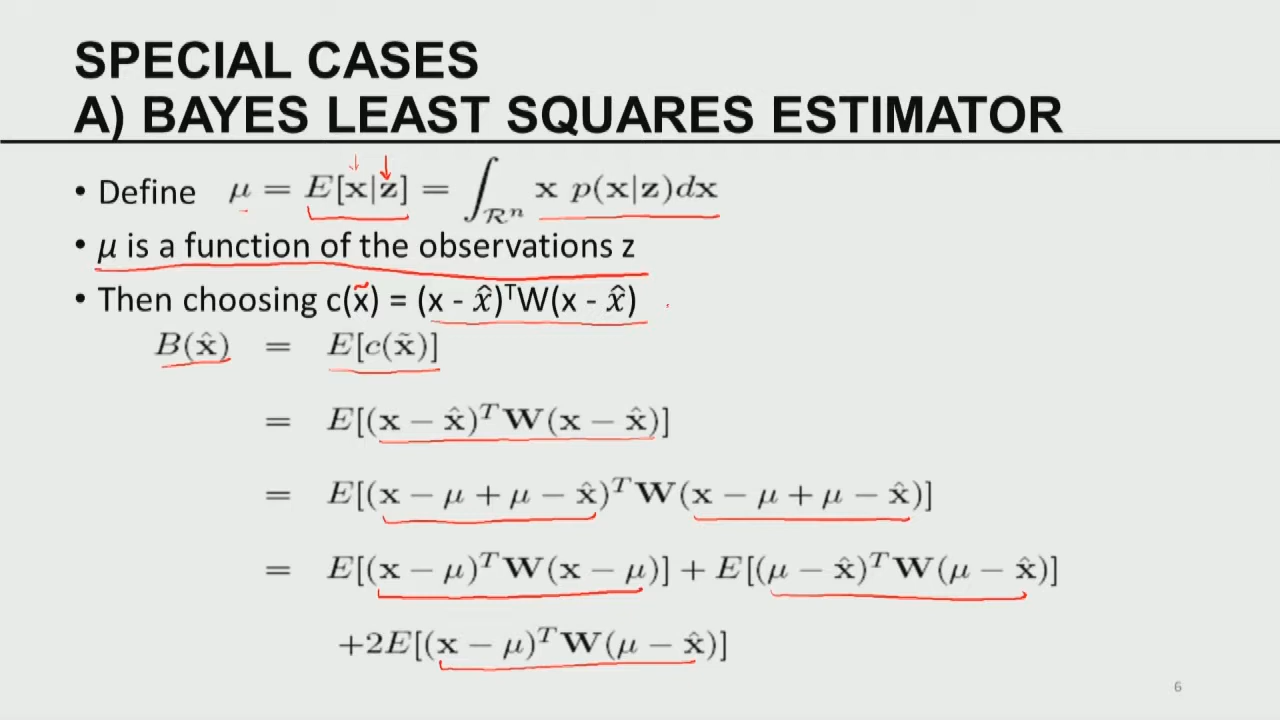 SPECIAL CASES
A) BAYES LEAST SQUARES ESTIMATOR
• Define μ = E[x|z] = ∫_{ℛⁿ} x p(x|z)dx
• μ is a function of the observations z
• Then choosing c(x̃) = (x - x̂)ᵀW(x - x̂)
B(x̂) = E[c(x̃)]
= E[(x − x̂)ᵀW(x − x̂)]
= E[(x − μ + μ − x̂)ᵀW(x − μ + μ − x̂)]
= E[(x − μ)ᵀW(x − μ)] + E[(μ − x̂)ᵀW(μ − x̂)]
+2E[(x − μ)ᵀW(μ − x̂)]
6